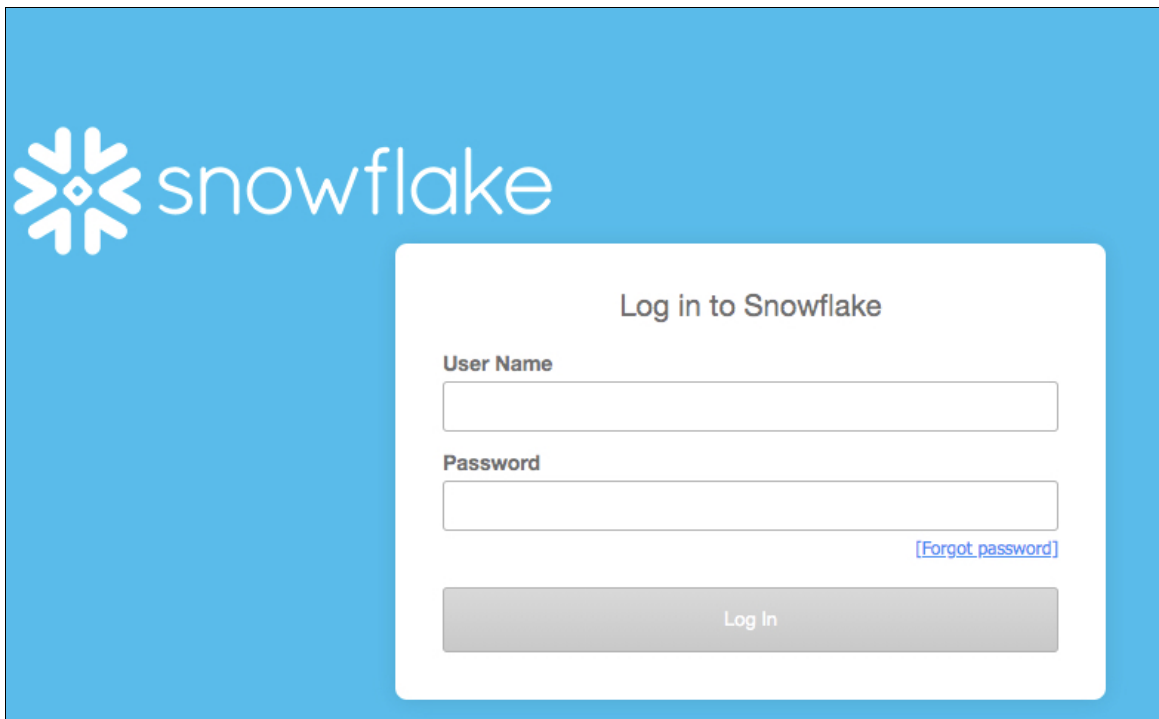 snowflake
Log in to Snowflake
User Name
Password
[Forgot password]
Log In